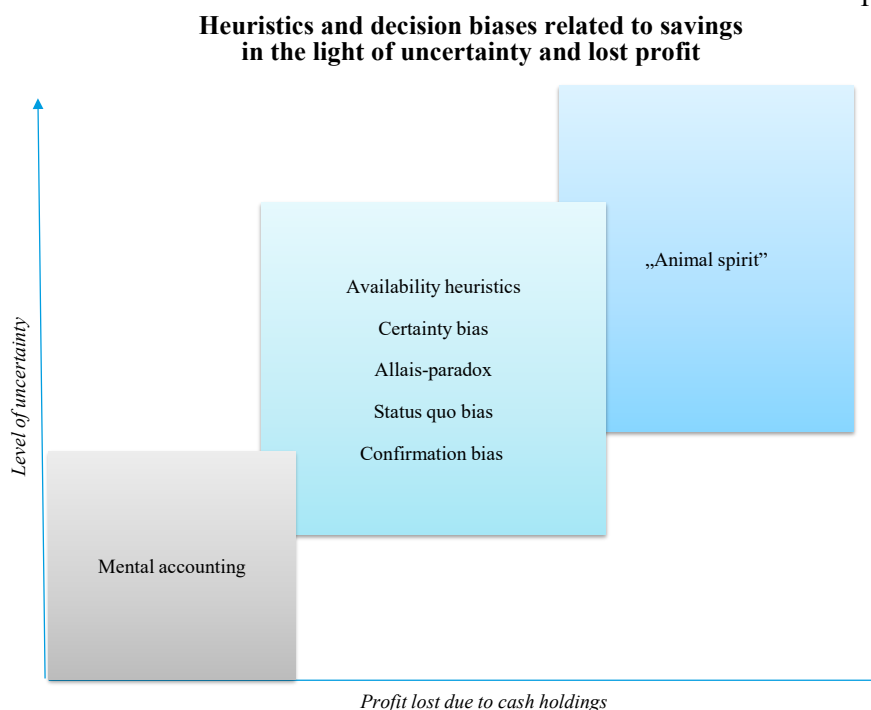 Heuristics and decision biases related to savings
in the light of uncertainty and lost profit
„Animal spirit”
Availability heuristics
Certainty bias
Allais-paradox
Status quo bias
Confirmation bias
Level of uncertainty
Mental accounting
Profit lost due to cash holdings